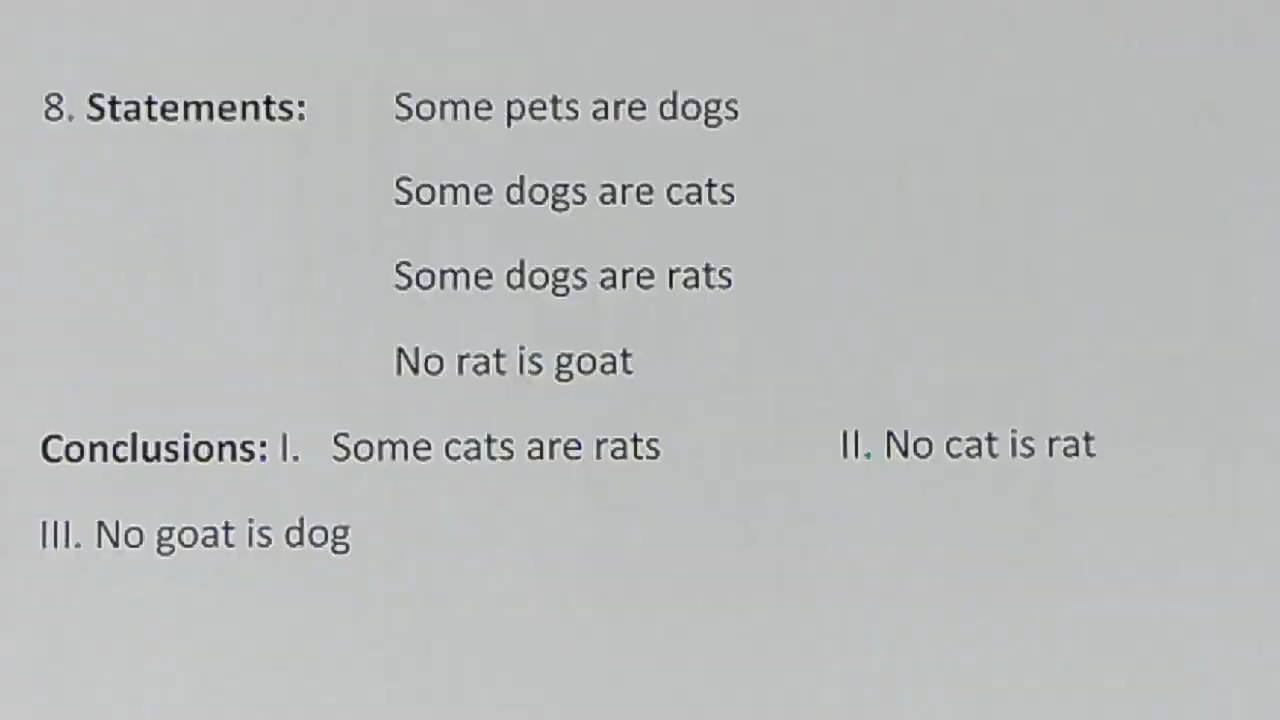 8. Statements: Some pets are dogs
Some dogs are cats
Some dogs are rats
No rat is goat
Conclusions: I. Some cats are rats II. No cat is rat
III. No goat is dog